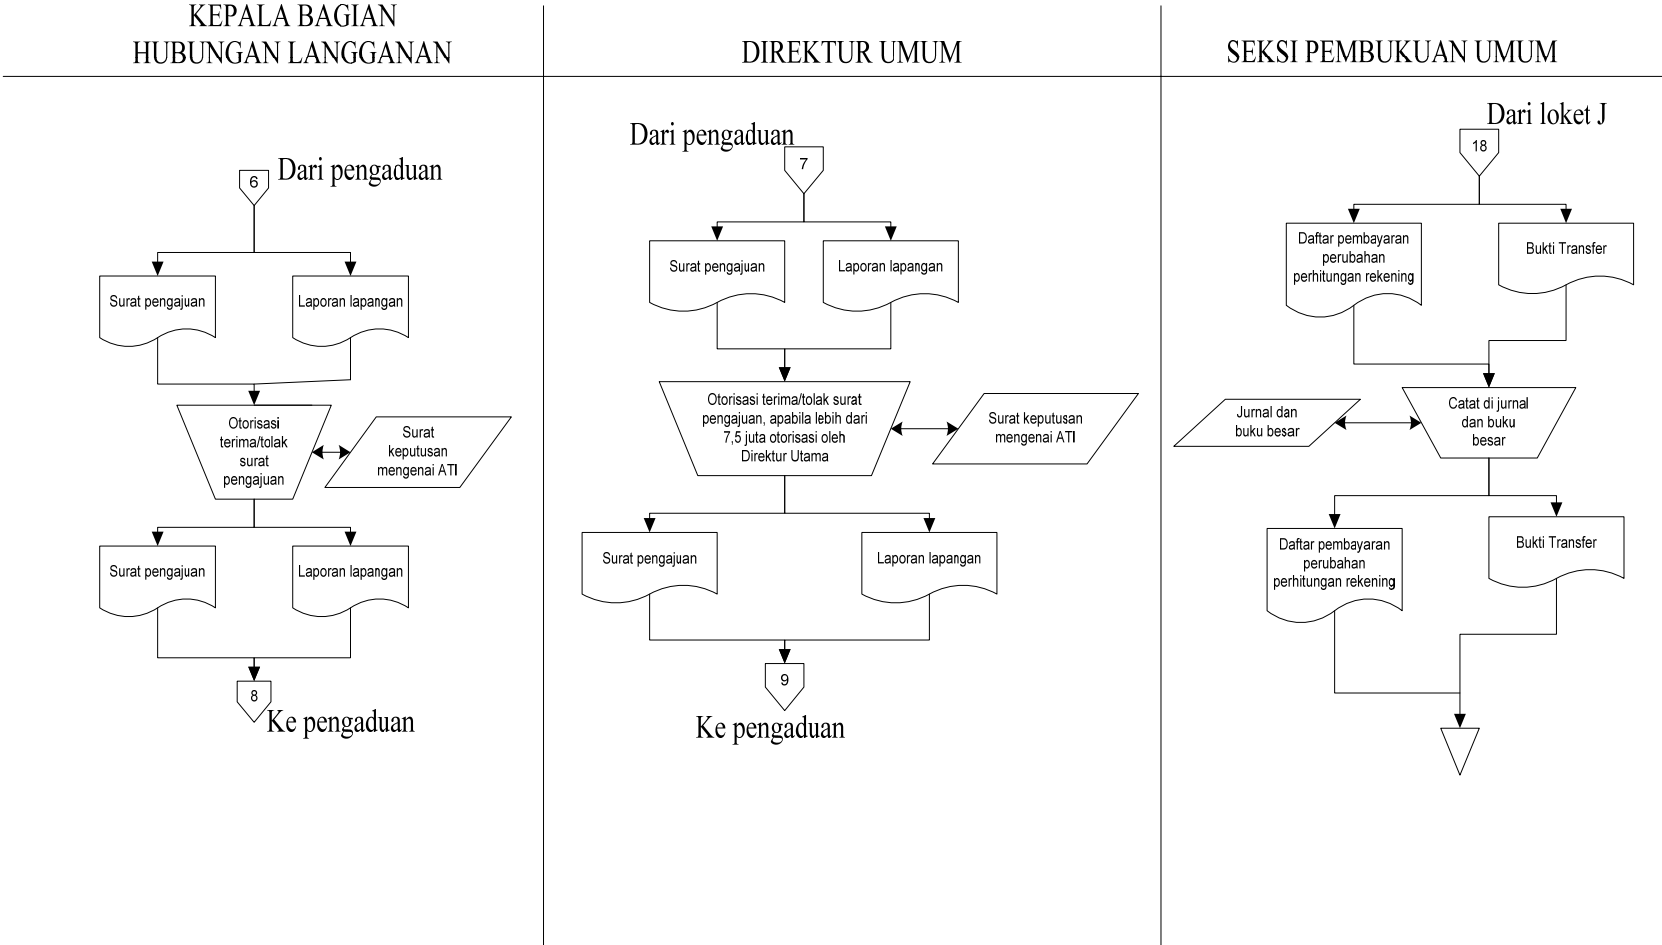 KEPALA BAGIAN
HUBUNGAN LANGGANAN
Dari pengaduan
6
Surat pengajuan
Laporan lapangan
Otorisasi
terima/tolak
surat
pengajuan
Surat
keputusan
mengenai ATI
Surat pengajuan
Laporan lapangan
8
Ke pengaduan
DIREKTUR UMUM
Dari pengaduan
7
Surat pengajuan
Laporan lapangan
Otorisasi terima/tolak surat
pengajuan, apabila lebih dari
7,5 juta otorisasi oleh
Direktur Utama
Surat keputusan
mengenai ATI
Surat pengajuan
Laporan lapangan
9
Ke pengaduan
SEKSI PEMBUKUAN UMUM
Dari loket J
18
Daftar pembayaran
perubahan
perhitungan rekening
Bukti Transfer
Jurnal dan
buku besar
Catat di jurnal
dan buku
besar
Daftar pembayaran
perubahan
perhitungan rekening
Bukti Transfer